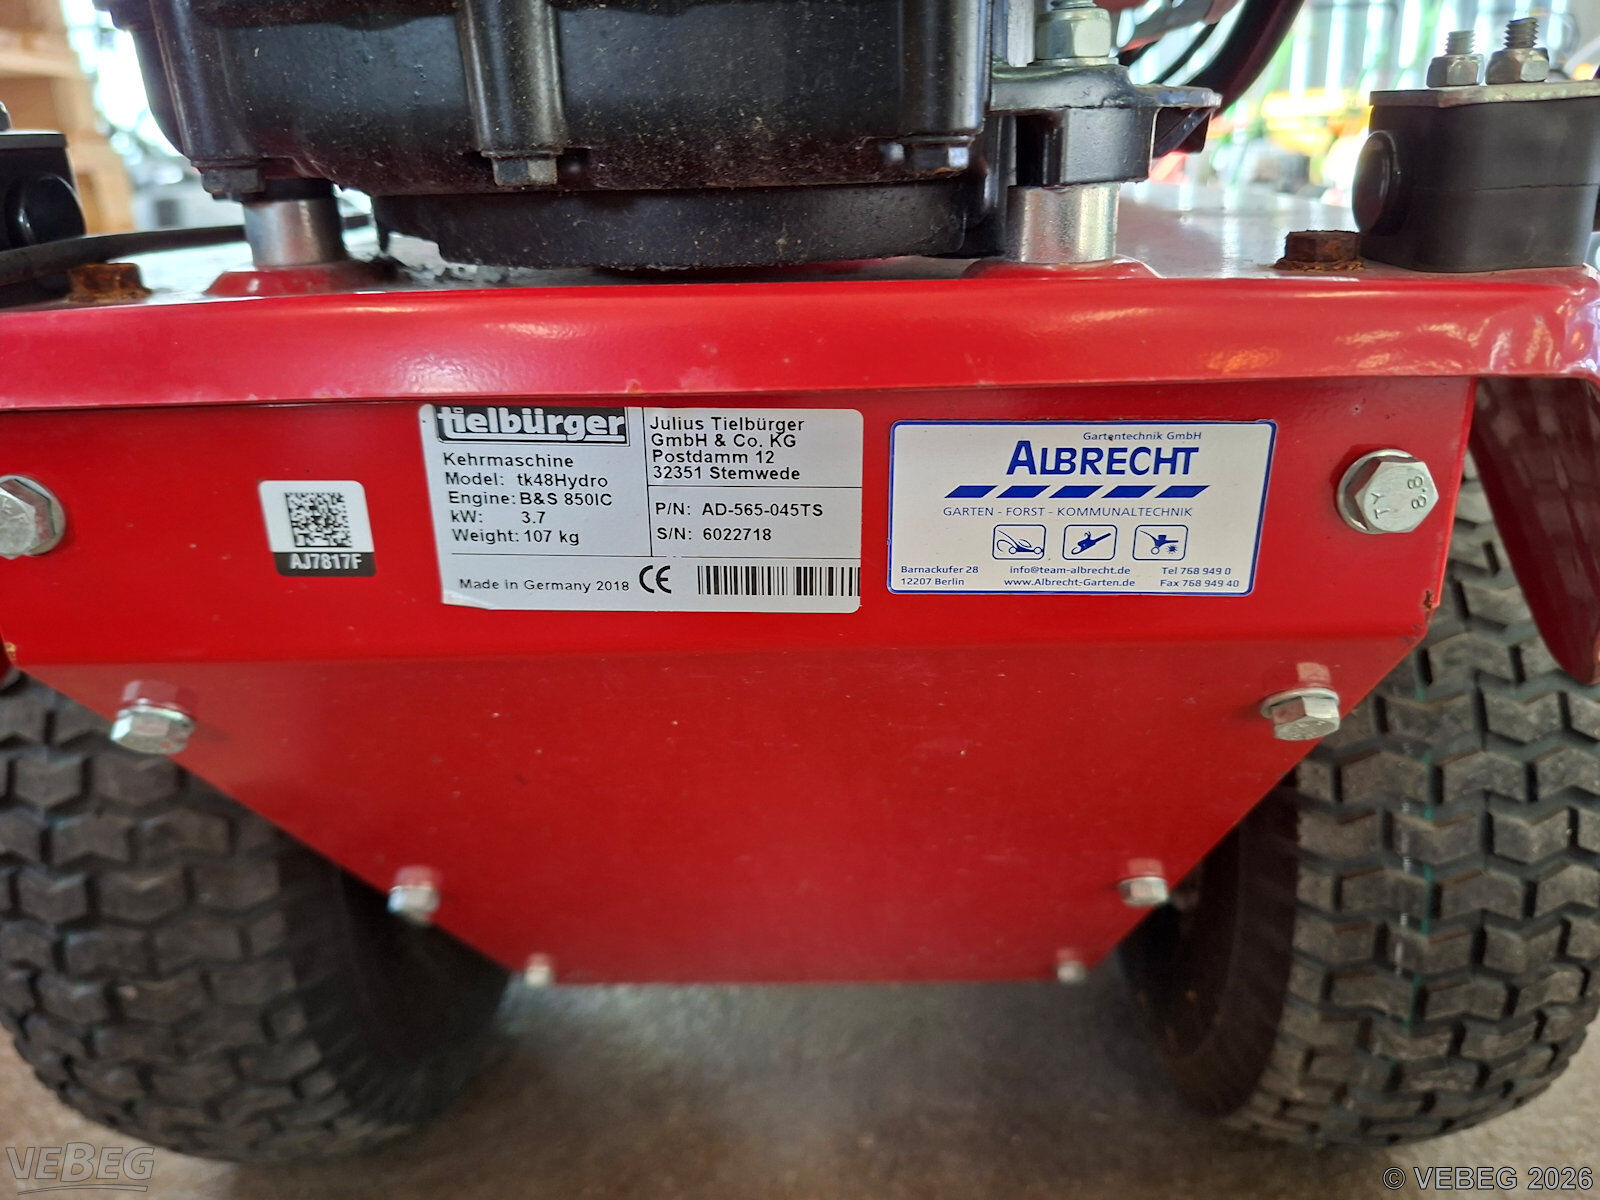 AJ7817F
tielbürger
Kehrmaschine
Model: tk48Hydro
Engine: B&S 850IC
kW: 3.7
Weight: 107 kg
Julius Tielbürger
GmbH & Co. KG
Postdamm 12
32351 Stemwede
P/N: AD-565-045TS
S/N: 6022718
Made in Germany 2018 CE
Gartentechnik GmbH
ALBRECHT
GARTEN - FORST - KOMMUNALTECHNIK
Barnackufer 28
12207 Berlin
info@team-albrecht.de
www.Albrecht-Garten.de
Tel 768 949 0
Fax 768 949 40
TY
8.8
VEBEG
© VEBEG 2026